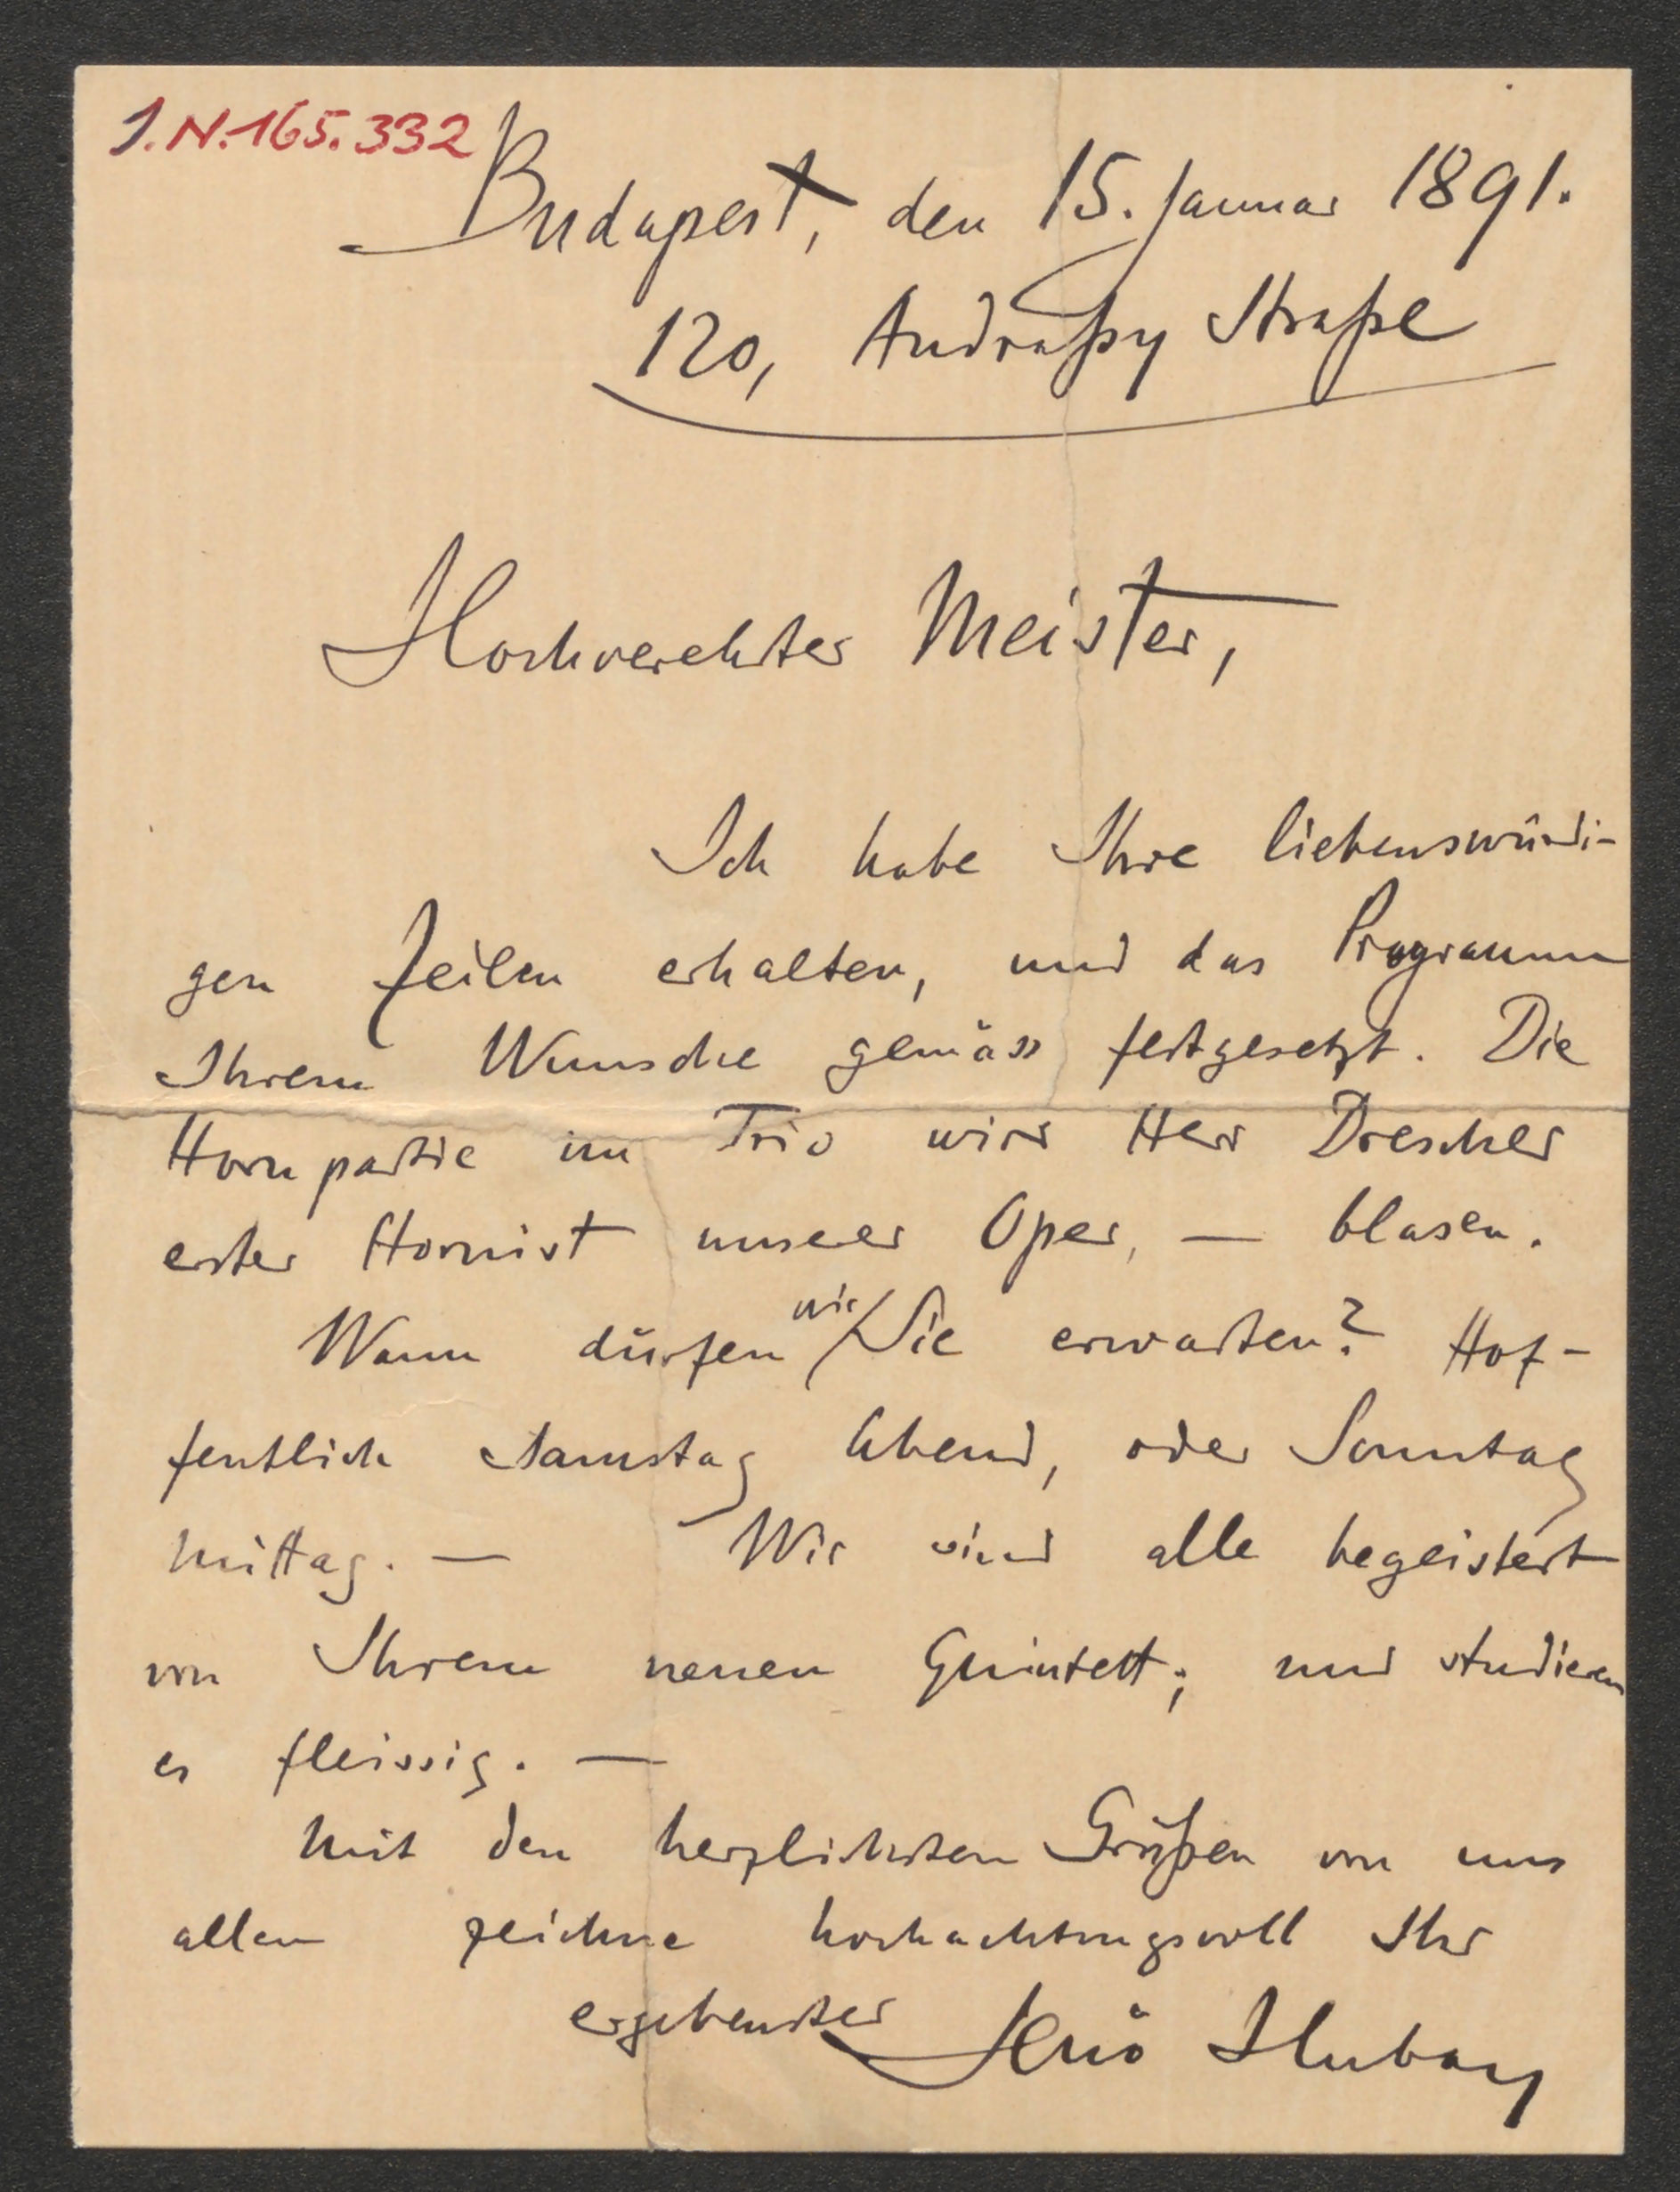 J.N.165.332
Budapest, den 15. Januar 1891.
120, Andraßy Straße
Hochverehrter Meister,
Ich habe Ihre liebenswürdi-
gen Zeilen erhalten, und das Programm
Ihrem Wunsche gemäss festgesetzt. Die
Hornpartie im Trio wird Herr Drescher
erster Hornist unserer Oper, — blasen.
Wann dürfen wir Sie erwarten? Hof-
fentlich Samstag Abend, oder Sonntag
Mittag. — Wir sind alle begeistert
von Ihrem neuen Quintett; und studieren
es fleissig. —
Mit den herzlichsten Grüßen von uns
allen zeichne hochachtungsvoll Ihr
ergebenster Jenö Hubay